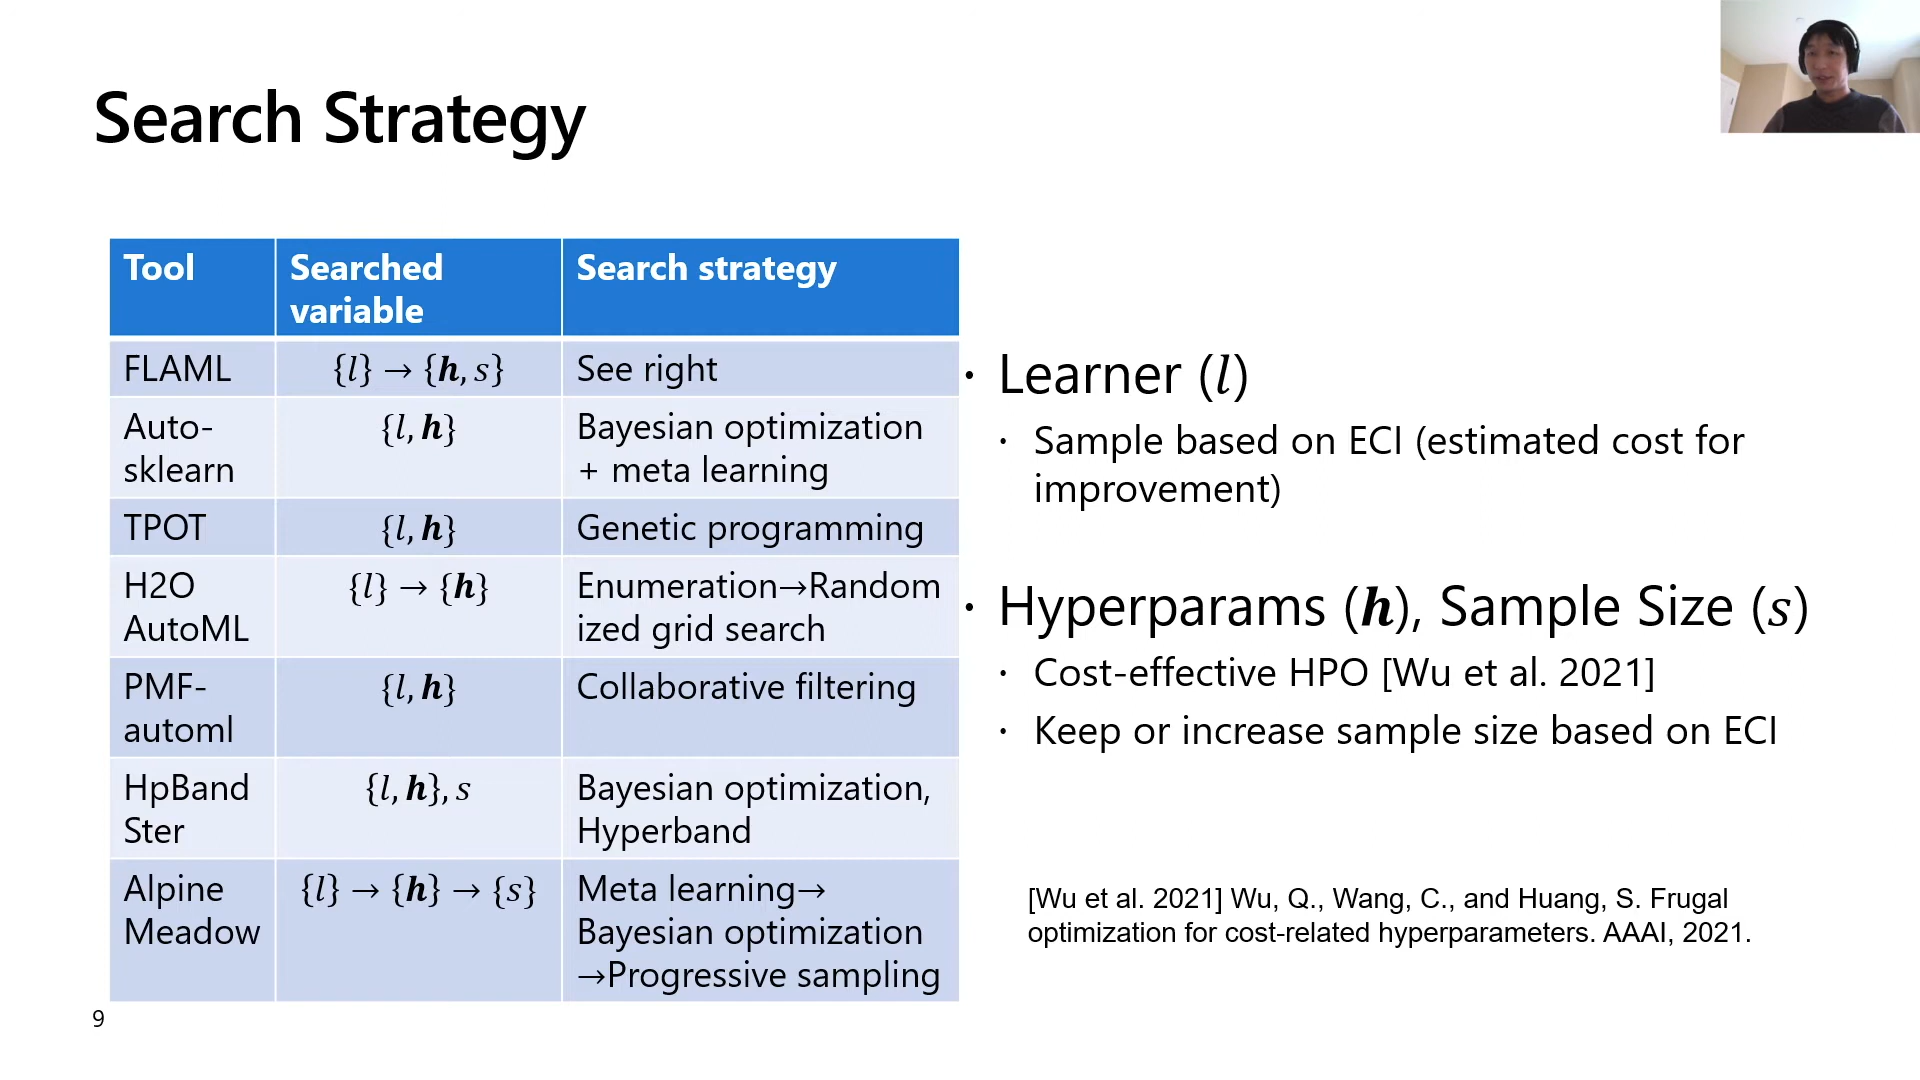 Search Strategy
Tool
Searched
variable
Search strategy
FLAML
{l} → {h, s}
See right
Auto-
sklearn
{l, h}
Bayesian optimization
+ meta learning
TPOT
{l, h}
Genetic programming
H2O
AutoML
{l} → {h}
Enumeration→Random
ized grid search
PMF-
automl
{l, h}
Collaborative filtering
HpBand
Ster
{l, h}, s
Bayesian optimization,
Hyperband
Alpine
Meadow
{l} → {h} → {s}
Meta learning→
Bayesian optimization
→Progressive sampling
• Learner (l)
• Sample based on ECI (estimated cost for
improvement)
• Hyperparams (h), Sample Size (s)
• Cost-effective HPO [Wu et al. 2021]
• Keep or increase sample size based on ECI
[Wu et al. 2021] Wu, Q., Wang, C., and Huang, S. Frugal
optimization for cost-related hyperparameters. AAAI, 2021.
9